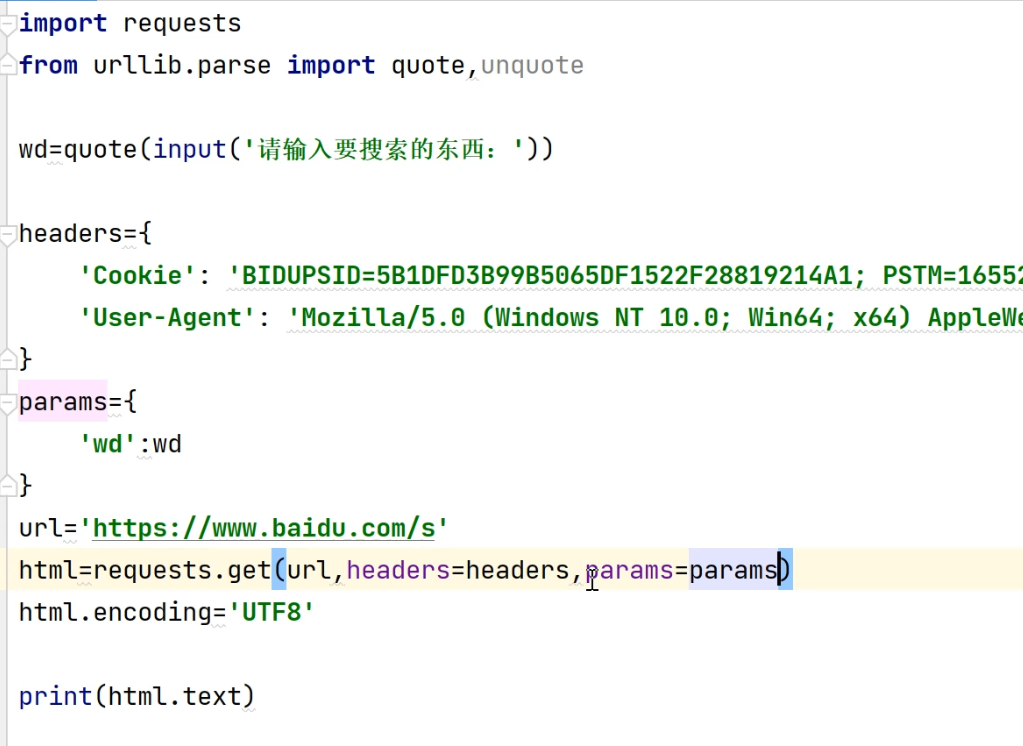 import requests
from urllib.parse import quote,unquote
wd=quote(input('请输入要搜索的东西：'))
headers={
'Cookie': 'BIDUPSID=5B1DFD3B99B5065DF1522F28819214A1; PSTM=16552
'User-Agent': 'Mozilla/5.0 (Windows NT 10.0; Win64; x64) AppleWe
}
params={
'wd':wd
}
url='https://www.baidu.com/s'
html=requests.get(url,headers=headers,params=params)
html.encoding='UTF8'
print(html.text)